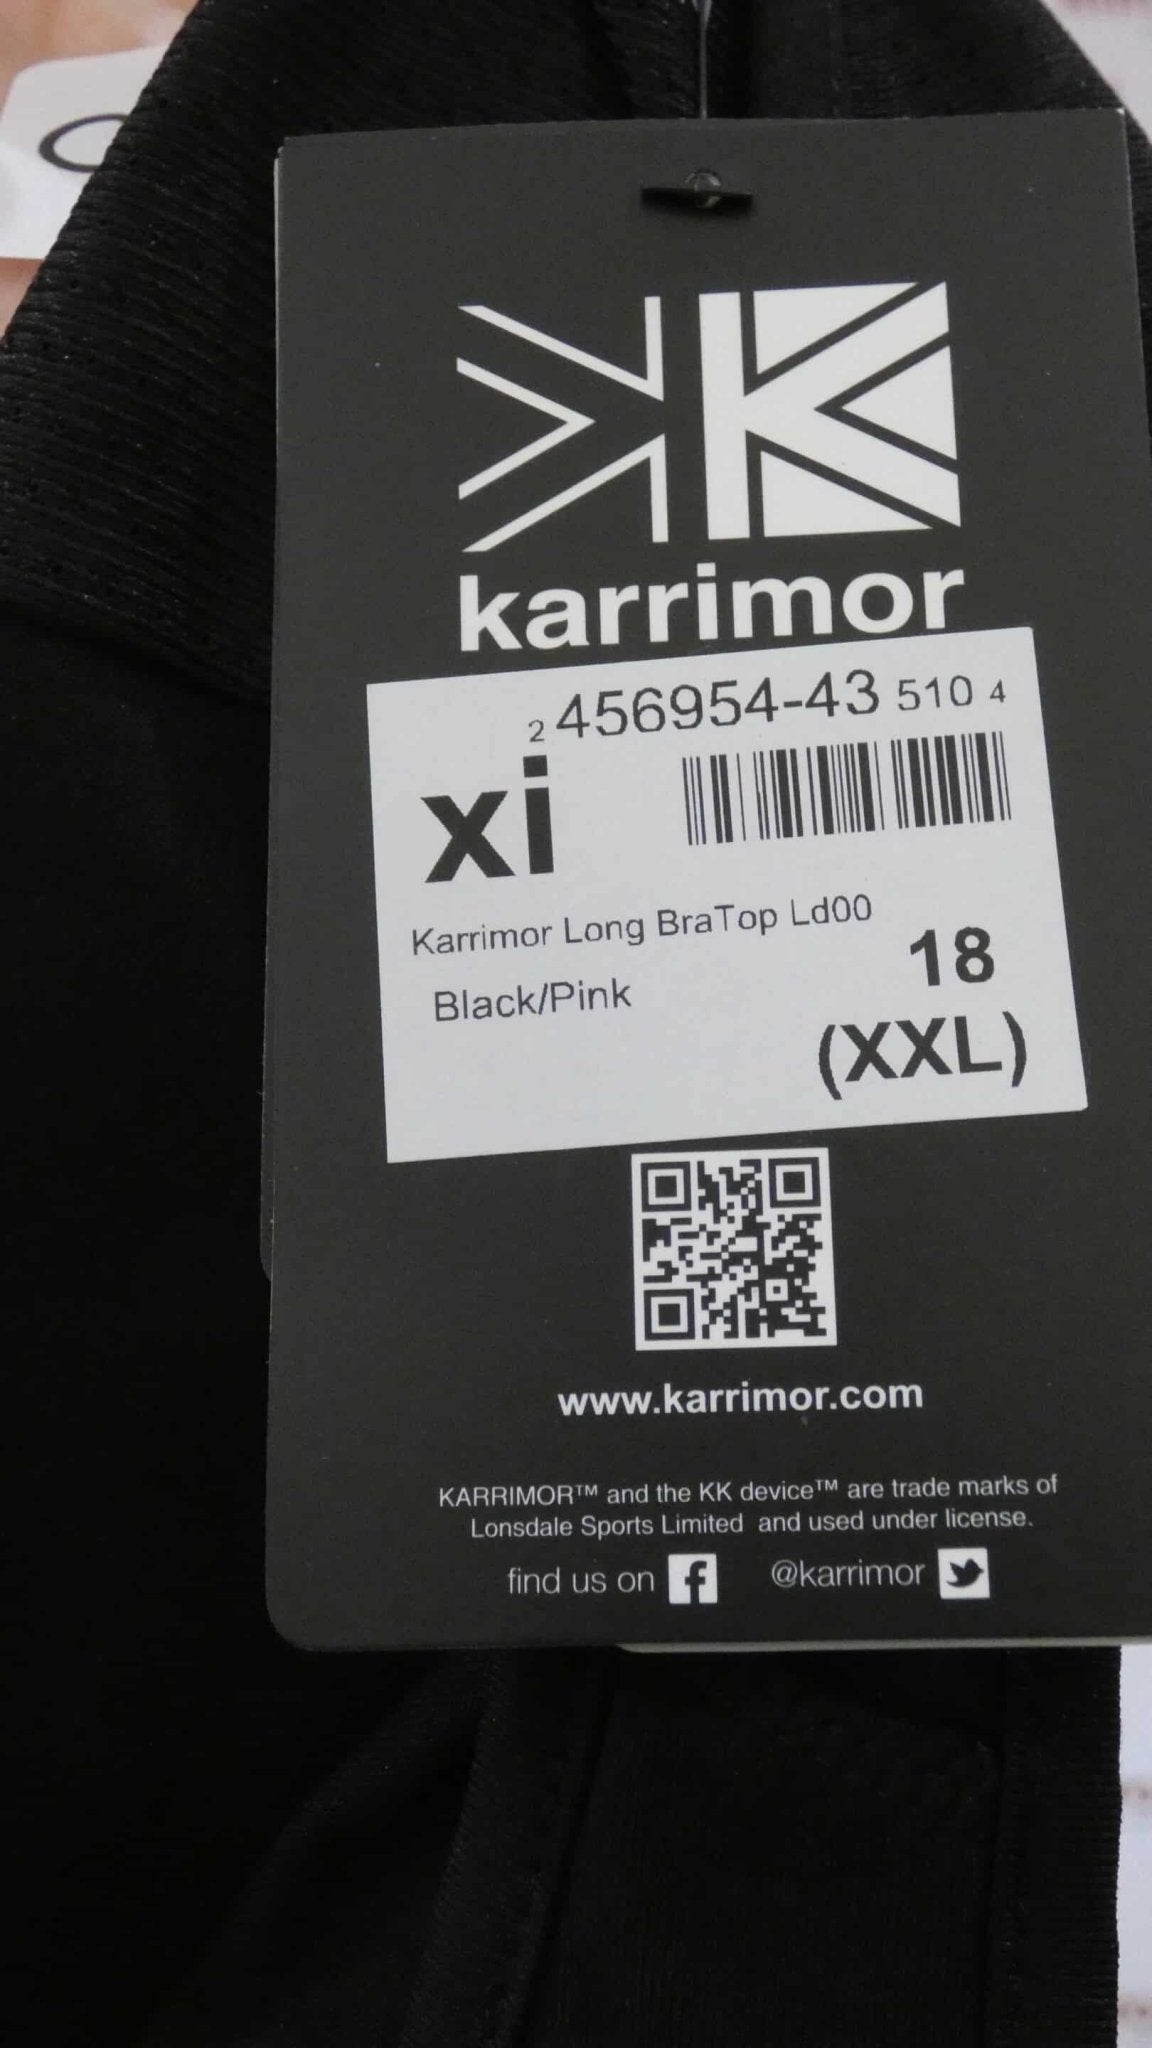 karrimor
2 456954-43 510 4
xi
Karrimor Long BraTop Ld00
Black/Pink
18
(XXL)
www.karrimor.com
KARRIMOR™ and the KK device™ are trade marks of
Lonsdale Sports Limited and used under license.
find us on f @karrimor